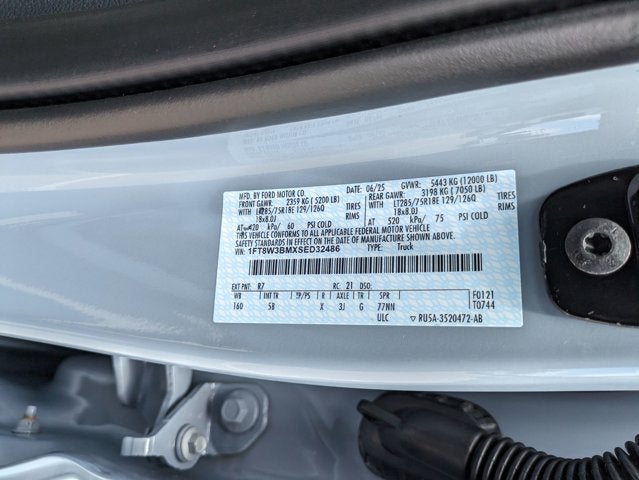 MFD. BY FORD MOTOR CO.
DATE: 06/25 GVWR: 5443 KG (12000 LB)
FRONT GAWR: 2359 KG (5200 LB)
REAR GAWR: 3198 KG (7050 LB)
WITH LT285/75R18E 129/126Q TIRES
WITH LT285/75R18E 129/126Q TIRES
18x8.0J RIMS
18x8.0J RIMS
AT 420 kPa/ 60 PSI COLD
AT 520 kPa/ 75 PSI COLD
THIS VEHICLE CONFORMS TO ALL APPLICABLE FEDERAL MOTOR VEHICLE
SAFETY STANDARDS IN EFFECT ON THE DATE OF MANUFACTURE SHOWN ABOVE.
VIN: 1FT8W3BMXSED32486 TYPE: Truck
EXT PNT: R7 RC: 21 DSO:
WB INT TR TP/PS R AXLE TR SPR F0121
160 5B X 3J G 77NN T0744
ULC ▽ RU5A-3520472-AB